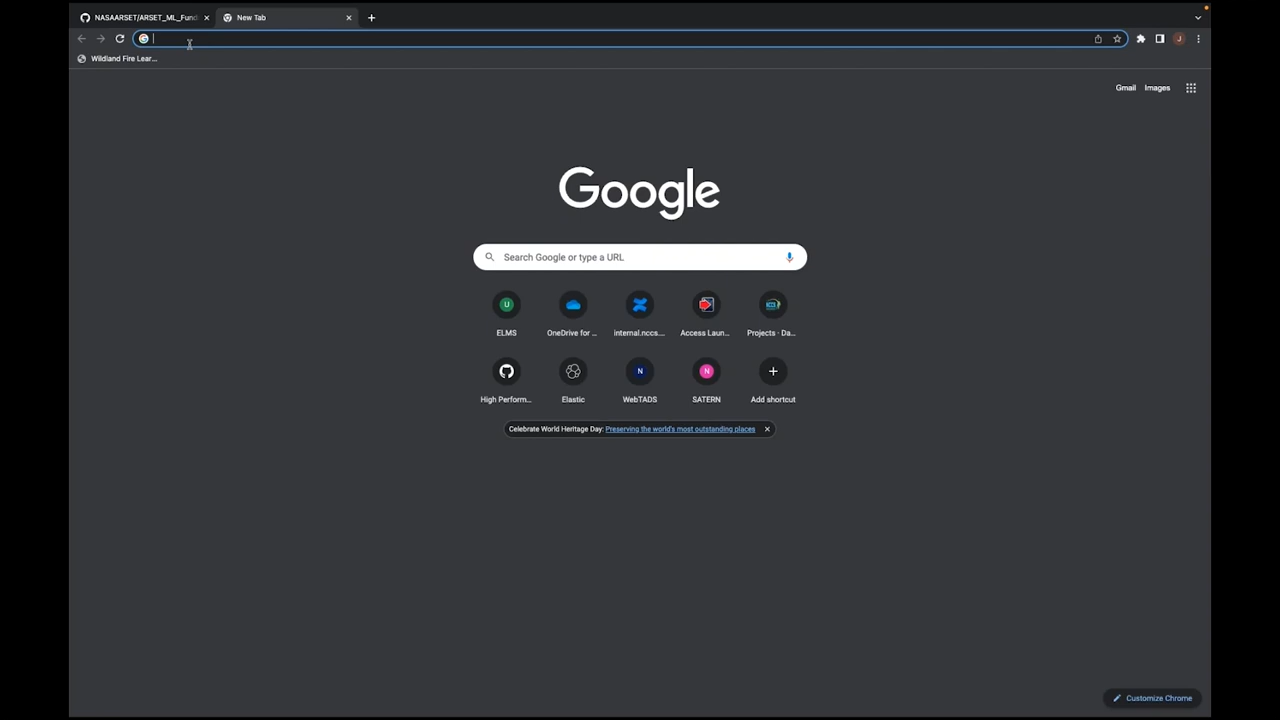 NASAARSET/ARSET_ML_Fund
New Tab
Wildland Fire Lear...
Gmail
Images
Google
Search Google or type a URL
U
ELMS
OneDrive for ...
internal.nccs....
Access Laun...
Projects - Da...
N
N
High Perform...
Elastic
WebTADS
SATERN
Add shortcut
Celebrate World Heritage Day: Preserving the world's most outstanding places
J
Customize Chrome